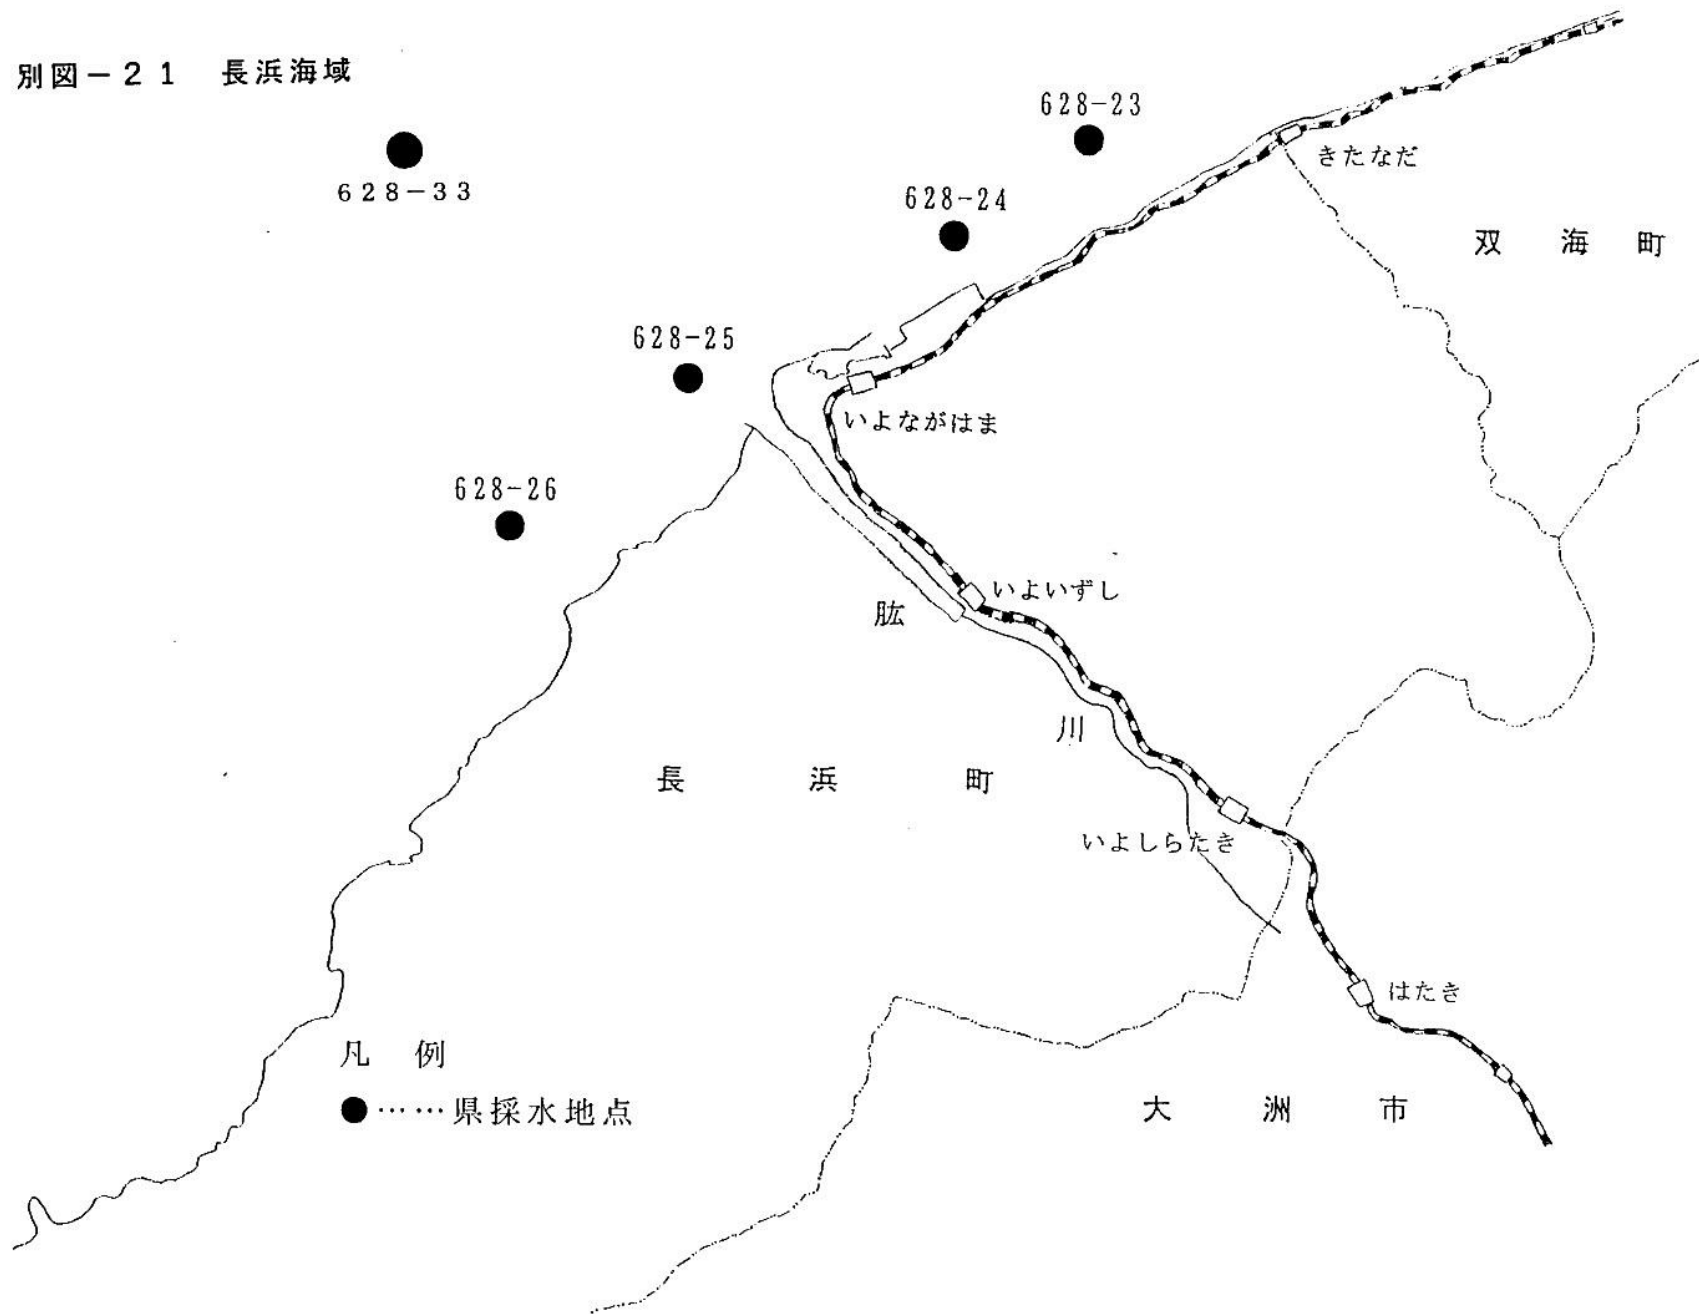 別図－２１　長浜海域
628-23
628-33
きたなだ
628-24
双海町
628-25
いよながはま
628-26
いよいずし
肱川
長浜町
いよしらたき
はたき
凡例
●……県採水地点
大洲市